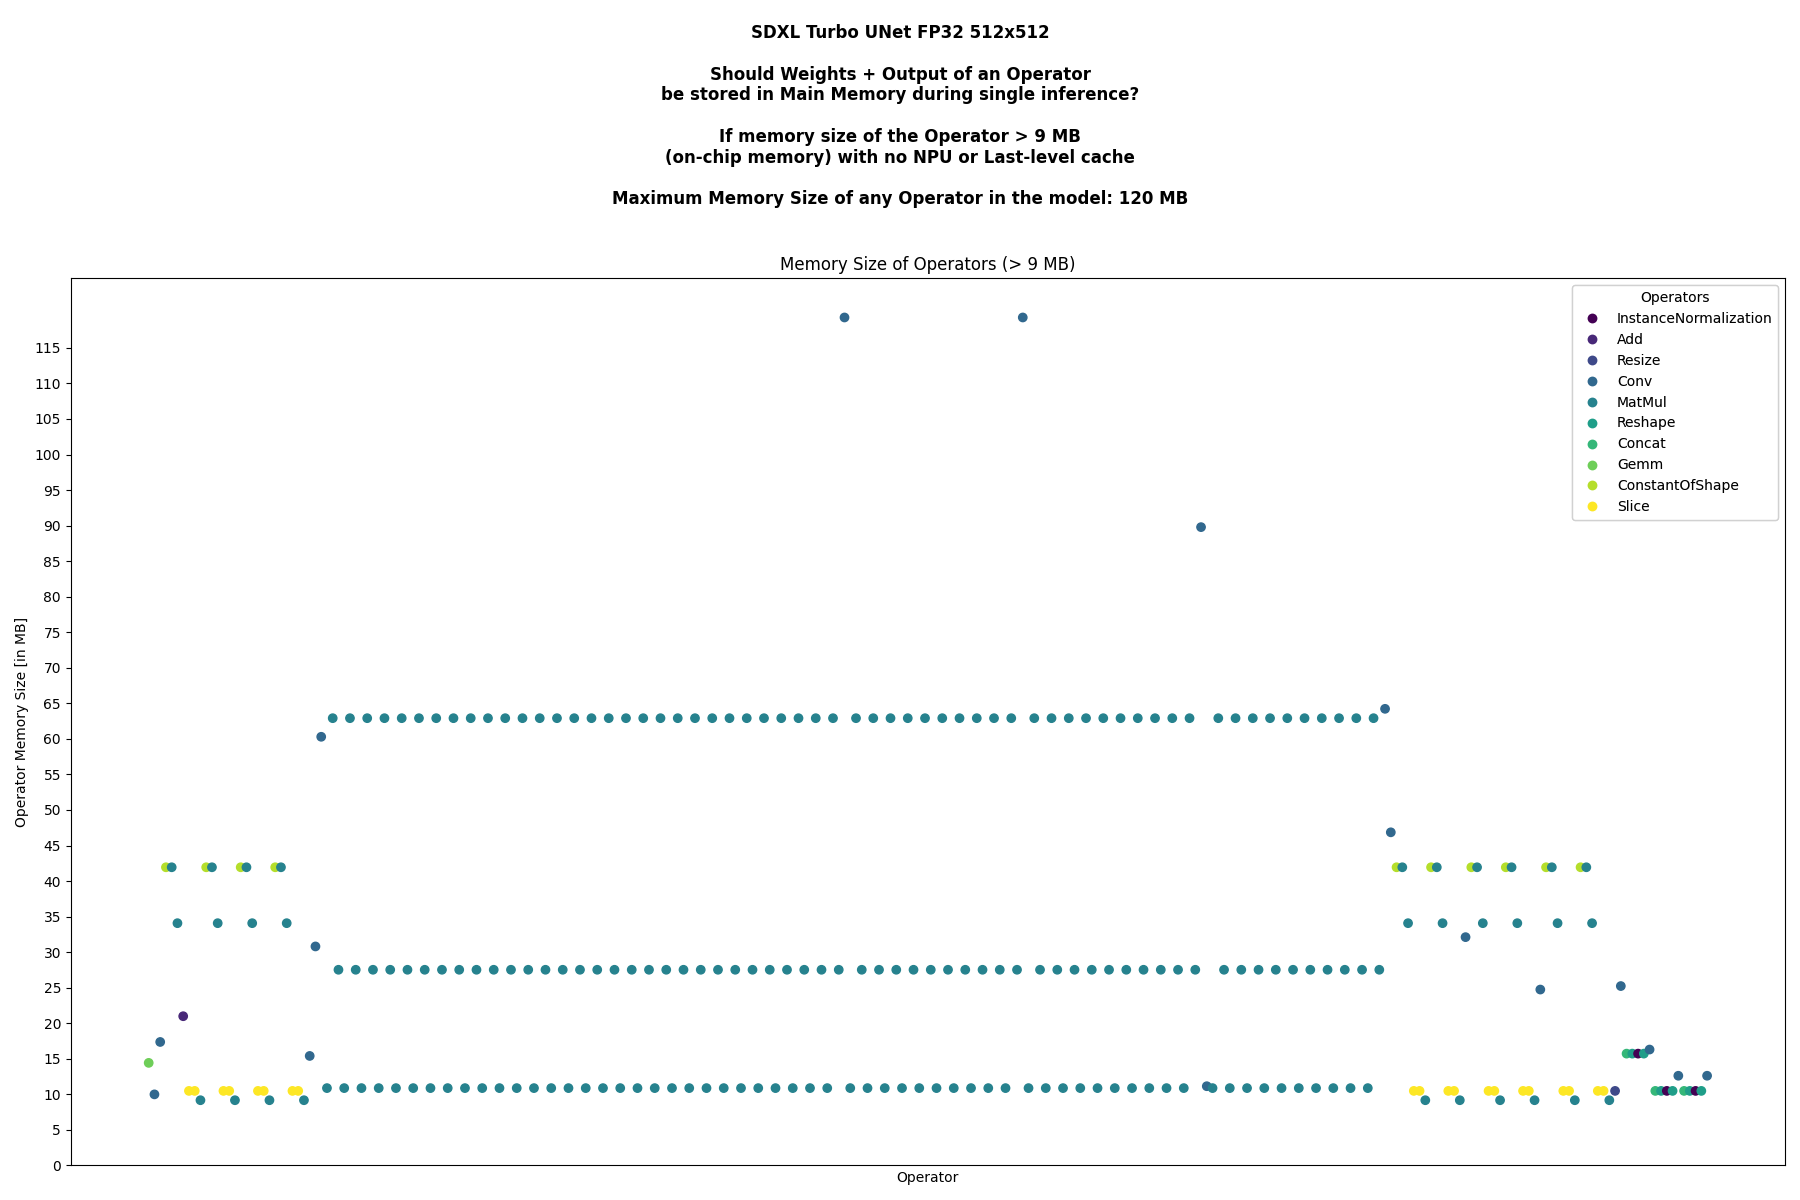 SDXL Turbo UNet FP32 512x512
Should Weights + Output of an Operator
be stored in Main Memory during single inference?
If memory size of the Operator > 9 MB
(on-chip memory) with no NPU or Last-level cache
Maximum Memory Size of any Operator in the model: 120 MB
Memory Size of Operators (> 9 MB)
Operators
InstanceNormalization
Add
Resize
Conv
MatMul
Reshape
Concat
Gemm
ConstantOfShape
Slice
115
110
105
100
95
90
85
80
75
70
65
60
55
50
45
40
35
30
25
20
15
10
5
0
Operator Memory Size [in MB]
Operator